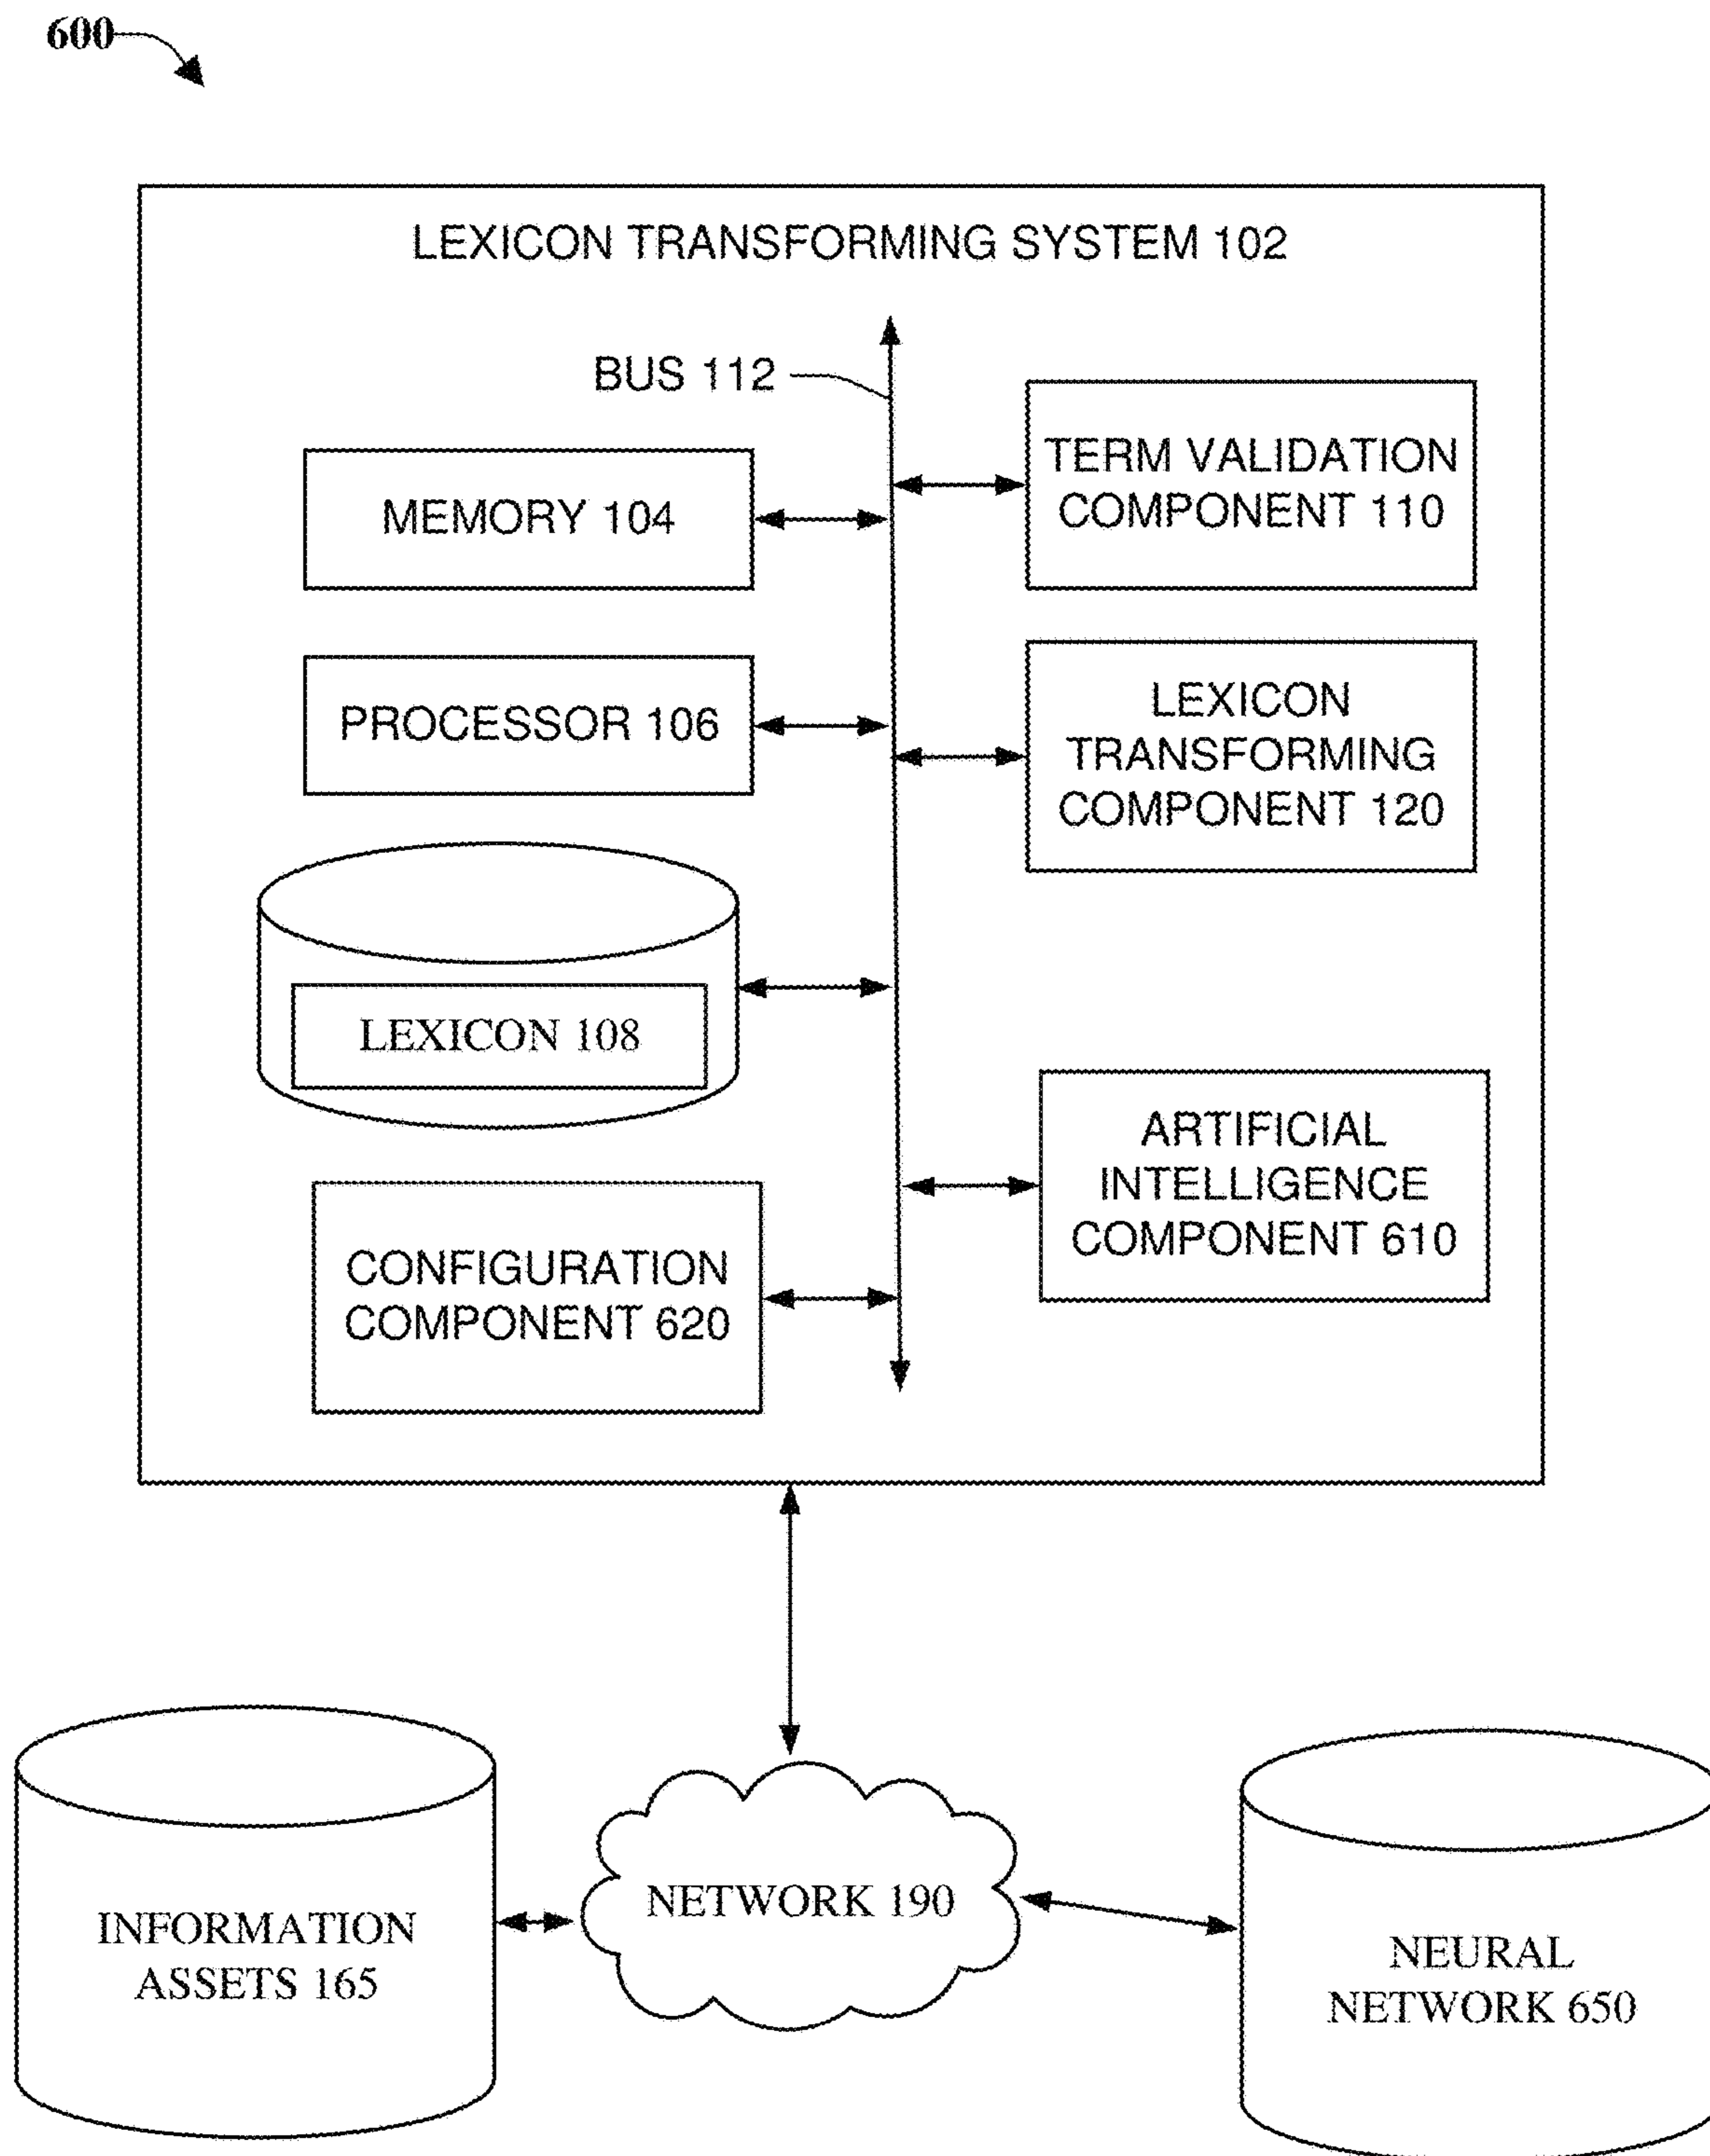 600
LEXICON TRANSFORMING SYSTEM 102
BUS 112
MEMORY 104
TERM VALIDATION
COMPONENT 110
PROCESSOR 106
LEXICON
TRANSFORMING
COMPONENT 120
LEXICON 108
ARTIFICIAL
INTELLIGENCE
COMPONENT 610
CONFIGURATION
COMPONENT 620
INFORMATION
ASSETS 165
NETWORK 190
NEURAL
NETWORK 650